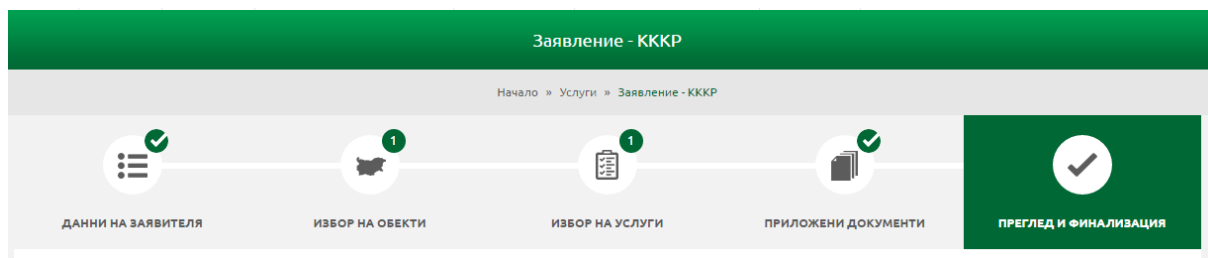 Заявление - КККР
Начало » Услуги » Заявление - КККР
1
1
ДАННИ НА ЗАЯВИТЕЛЯ
ИЗБОР НА ОБЕКТИ
ИЗБОР НА УСЛУГИ
ПРИЛОЖЕНИ ДОКУМЕНТИ
ПРЕГЛЕД И ФИНАЛИЗАЦИЯ